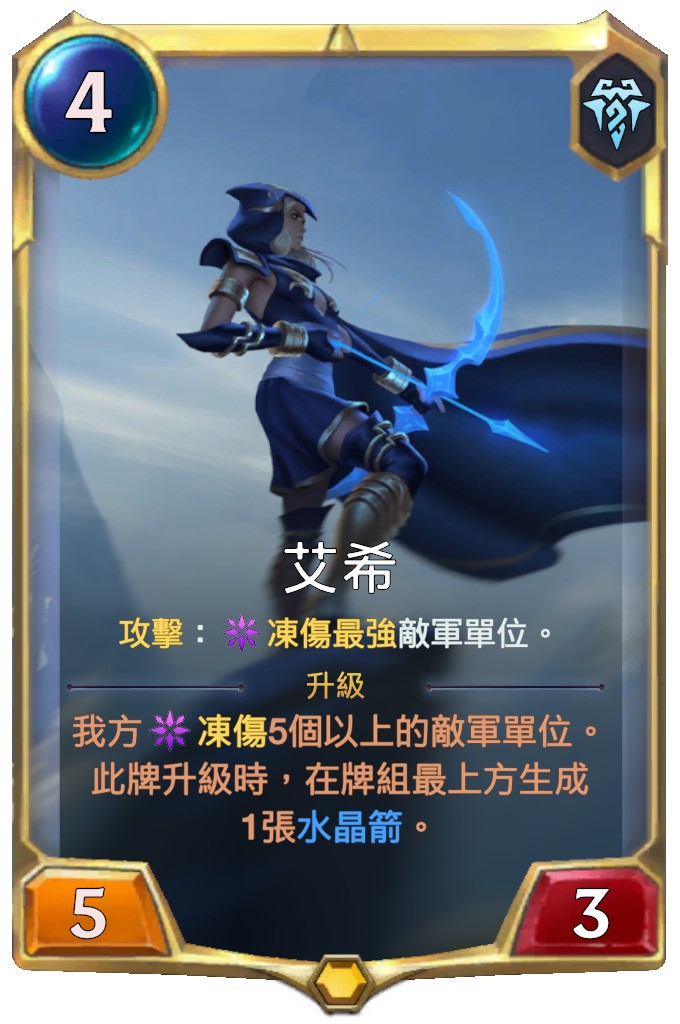 4
艾希
攻擊：凍傷最強敵軍單位。
升級
我方凍傷5個以上的敵軍單位。
此牌升級時，在牌組最上方生成
1張水晶箭。
5
3